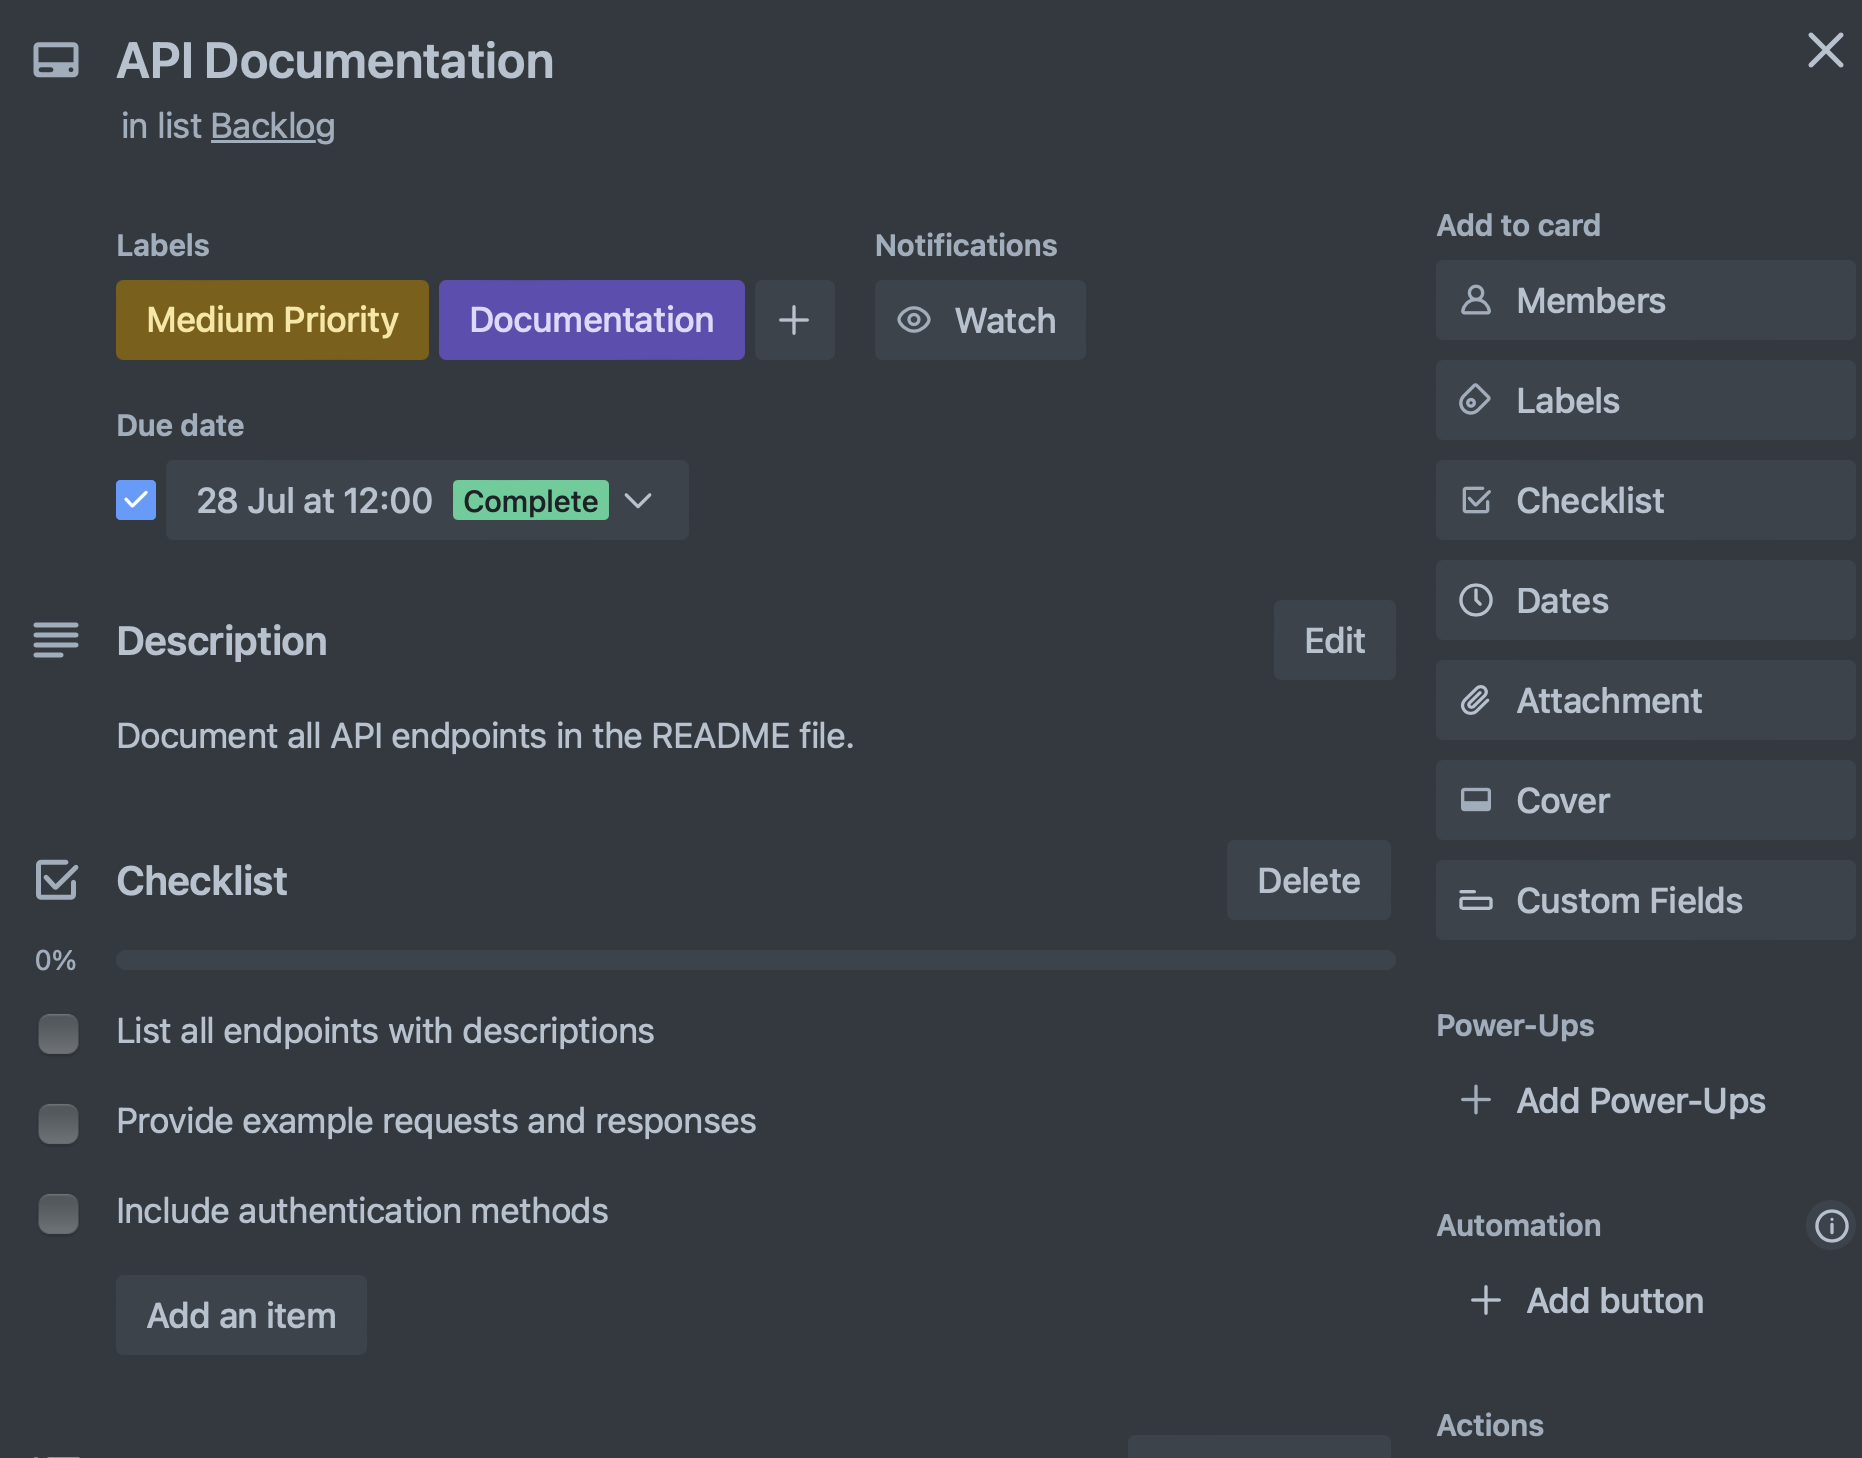 API Documentation
in list Backlog
Labels
Medium Priority
Documentation
Notifications
Watch
Due date
28 Jul at 12:00 Complete
Description
Edit
Document all API endpoints in the README file.
Checklist
Delete
0%
List all endpoints with descriptions
Provide example requests and responses
Include authentication methods
Add an item
Add to card
Members
Labels
Checklist
Dates
Attachment
Cover
Custom Fields
Power-Ups
Add Power-Ups
Automation
Add button
Actions